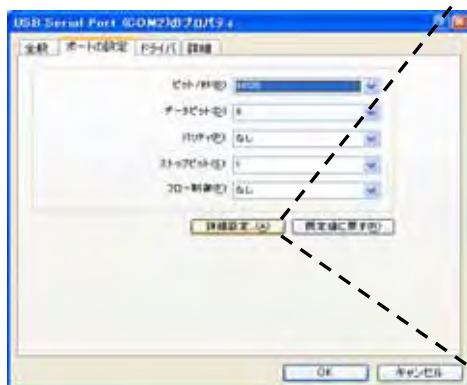 USB Serial Port (COM2)のプロパティ
全般 ポートの設定 ドライバ 詳細
ビット/秒(B)
データビット(D) 8
パリティ(P) なし
ストップビット(S) 1
フロー制御(F) なし
詳細設定...(A) 既定値に戻す(R)
OK キャンセル